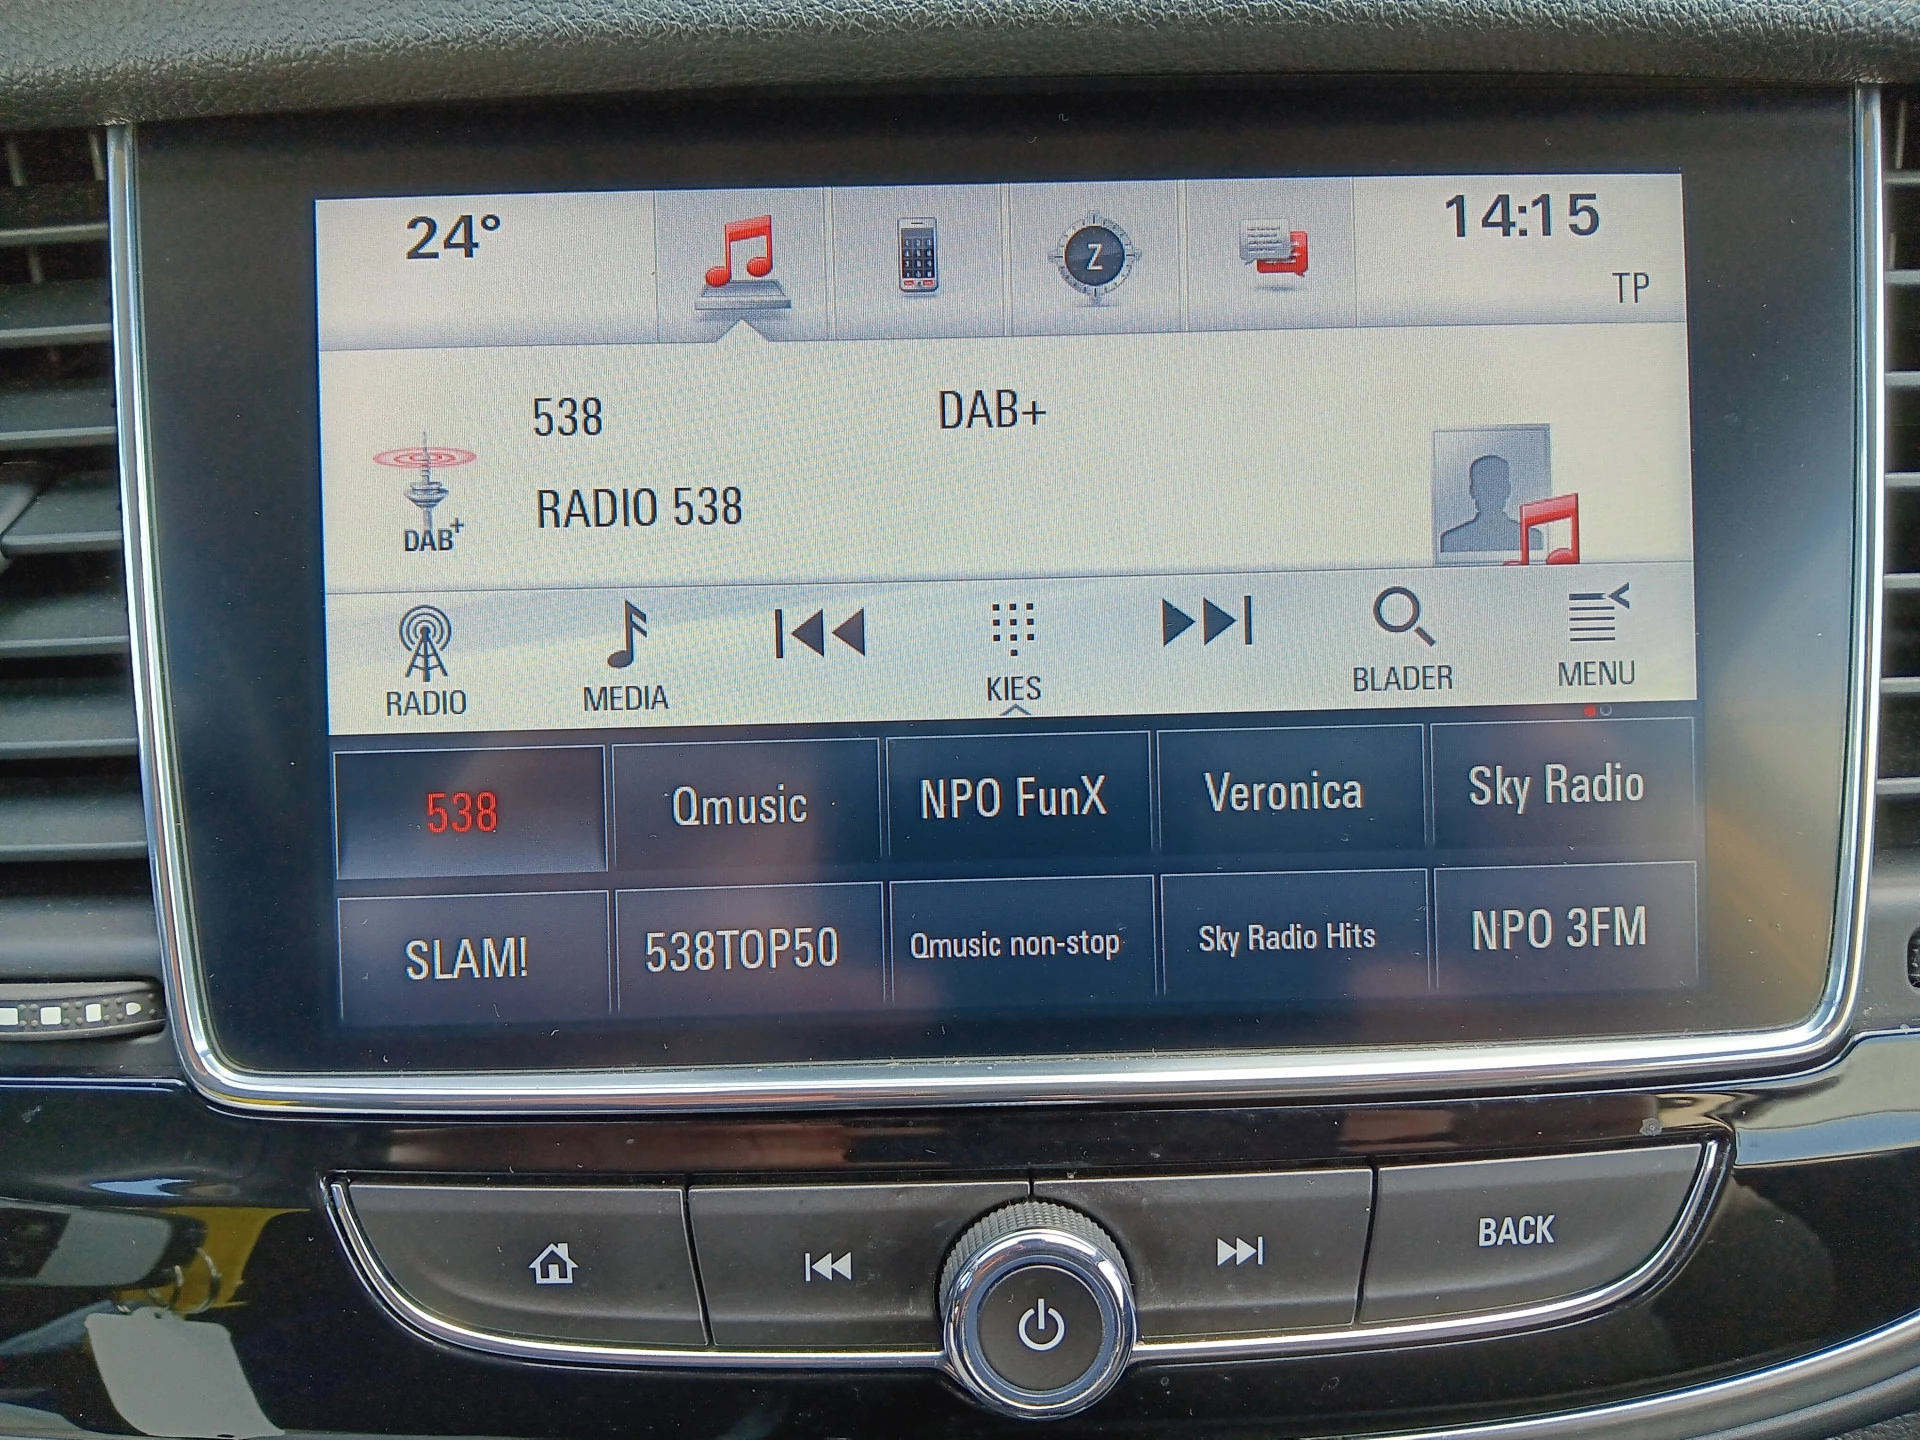 24°
Z
14:15
TP
538
DAB+
RADIO 538
DAB+
RADIO
MEDIA
KIES
BLADER
MENU
538
Qmusic
NPO FunX
Veronica
Sky Radio
SLAM!
538TOP50
Qmusic non-stop
Sky Radio Hits
NPO 3FM
BACK